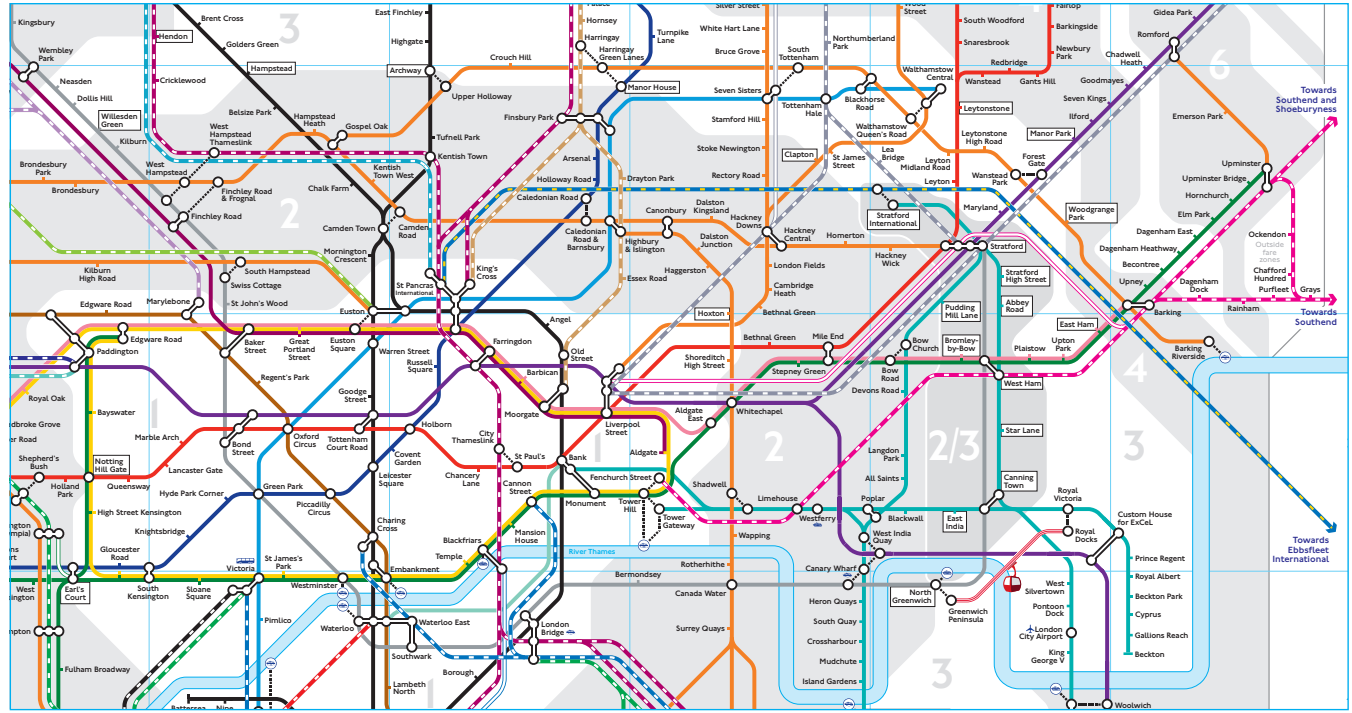 Kingsbury
Wembley
Park
Neasden
Dollis Hill
Willesden
Green
Kilburn
West
Hampstead
Brondesbury
Park
Brondesbury
Hendon
Cricklewood
West
Hampstead
Thameslink
Finchley Road
& Frognal
Finchley Road
3
Brent Cross
Golders Green
Hampstead
Belsize Park
Chalk Farm
Camden Town
Mornington
Crescent
Hampstead
Heath
Gospel Oak
Kentish
Town West
Camden
Road
East Finchley
Highgate
Archway
Upper Holloway
Tufnell Park
Kentish Town
Crouch Hill
Hornsey
Harringay
Harringay
Green Lanes
Turnpike
Lane
Manor House
Finsbury Park
Arsenal
Holloway Road
Caledonian Road
Drayton Park
Caledonian
Road &
Barnsbury
Highbury
& Islington
Canonbury
Essex Road
Dalston
Kingsland
Dalston
Junction
Haggerston
Hackney
Downs
Hackney
Central
Homerton
Hackney
Wick
London Fields
Cambridge
Heath
Bethnal Green
Silver Street
White Hart Lane
Bruce Grove
South
Tottenham
Seven Sisters
Stamford Hill
Stoke Newington
Rectory Road
Tottenham
Hale
Clapton
Northumberland
Park
Wood
Street
Walthamstow
Central
Blackhorse
Road
Walthamstow
Queen's Road
St James
Street
Lea
Bridge
Leyton
Midland Road
Leyton
Leytonstone
Leytonstone
High Road
South Woodford
Snaresbrook
Wanstead
Redbridge
Gants Hill
Newbury
Park
Barkingside
Fairlop
Wanstead
Park
Forest
Gate
Manor Park
Ilford
Seven Kings
Goodmayes
Chadwell
Heath
Romford
Gidea Park
6
Emerson Park
Upminster
Upminster Bridge
Hornchurch
Elm Park
Dagenham East
Dagenham Heathway
Becontree
Upney
Barking
Woodgrange
Park
Towards
Southend and
Shoeburyness
Ockendon
Outside
fare
zones
Chafford
Hundred
Purfleet
Grays
Dagenham
Dock
Rainham
Towards
Southend
Stratford
International
Maryland
Stratford
Stratford
High Street
Abbey
Road
Pudding
Mill Lane
Bromley-
by-Bow
Bow
Church
Bow
Road
Devons Road
West Ham
Plaistow
Upton
Park
East Ham
Barking
Riverside
4
Star Lane
Canning
Town
East
India
2
2/3
3
Kilburn
High Road
South Hampstead
Swiss Cottage
St John's Wood
Edgware Road
Marylebone
Edgware Road
Paddington
Royal Oak
Bayswater
Baker
Street
Great
Portland
Street
Euston
Square
Euston
Warren Street
Regent's Park
Goodge
Street
Russell
Square
St Pancras
International
King's
Cross
Angel
Farringdon
Barbican
Old
Street
Moorgate
Hoxton
Shoreditch
High Street
Bethnal Green
Mile End
Stepney Green
Whitechapel
Liverpool
Street
Aldgate
East
Aldgate
1
1
2
Shepherd's
Bush
Holland
Park
Notting
Hill Gate
Queensway
Lancaster Gate
Marble Arch
Bond
Street
Oxford
Circus
Tottenham
Court Road
Holborn
Covent
Garden
Leicester
Square
Chancery
Lane
City
Thameslink
St Paul's
Bank
Cannon
Street
Monument
Mansion
House
Fenchurch Street
Tower
Hill
Tower
Gateway
Shadwell
Limehouse
Westferry
Poplar
Blackwall
All Saints
Langdon
Park
West India
Quay
Canary Wharf
Heron Quays
South Quay
Crossharbour
Mudchute
Island Gardens
High Street Kensington
Hyde Park Corner
Knightsbridge
Green Park
Piccadilly
Circus
Charing
Cross
Embankment
Blackfriars
Temple
Gloucester
Road
Earl's
Court
South
Kensington
Sloane
Square
Victoria
St James's
Park
Westminster
Pimlico
Waterloo
Waterloo East
Southwark
Lambeth
North
Borough
London
Bridge
Bermondsey
River Thames
Wapping
Rotherhithe
Canada Water
Surrey Quays
North
Greenwich
Greenwich
Peninsula
Royal
Victoria
Royal
Docks
Custom House
for ExCeL
Prince Regent
Royal Albert
Beckton Park
Cyprus
Gallions Reach
Beckton
West
Silvertown
Pontoon
Dock
London
City Airport
King
George V
Woolwich
Towards
Ebbsfleet
International
3
Fulham Broadway
West